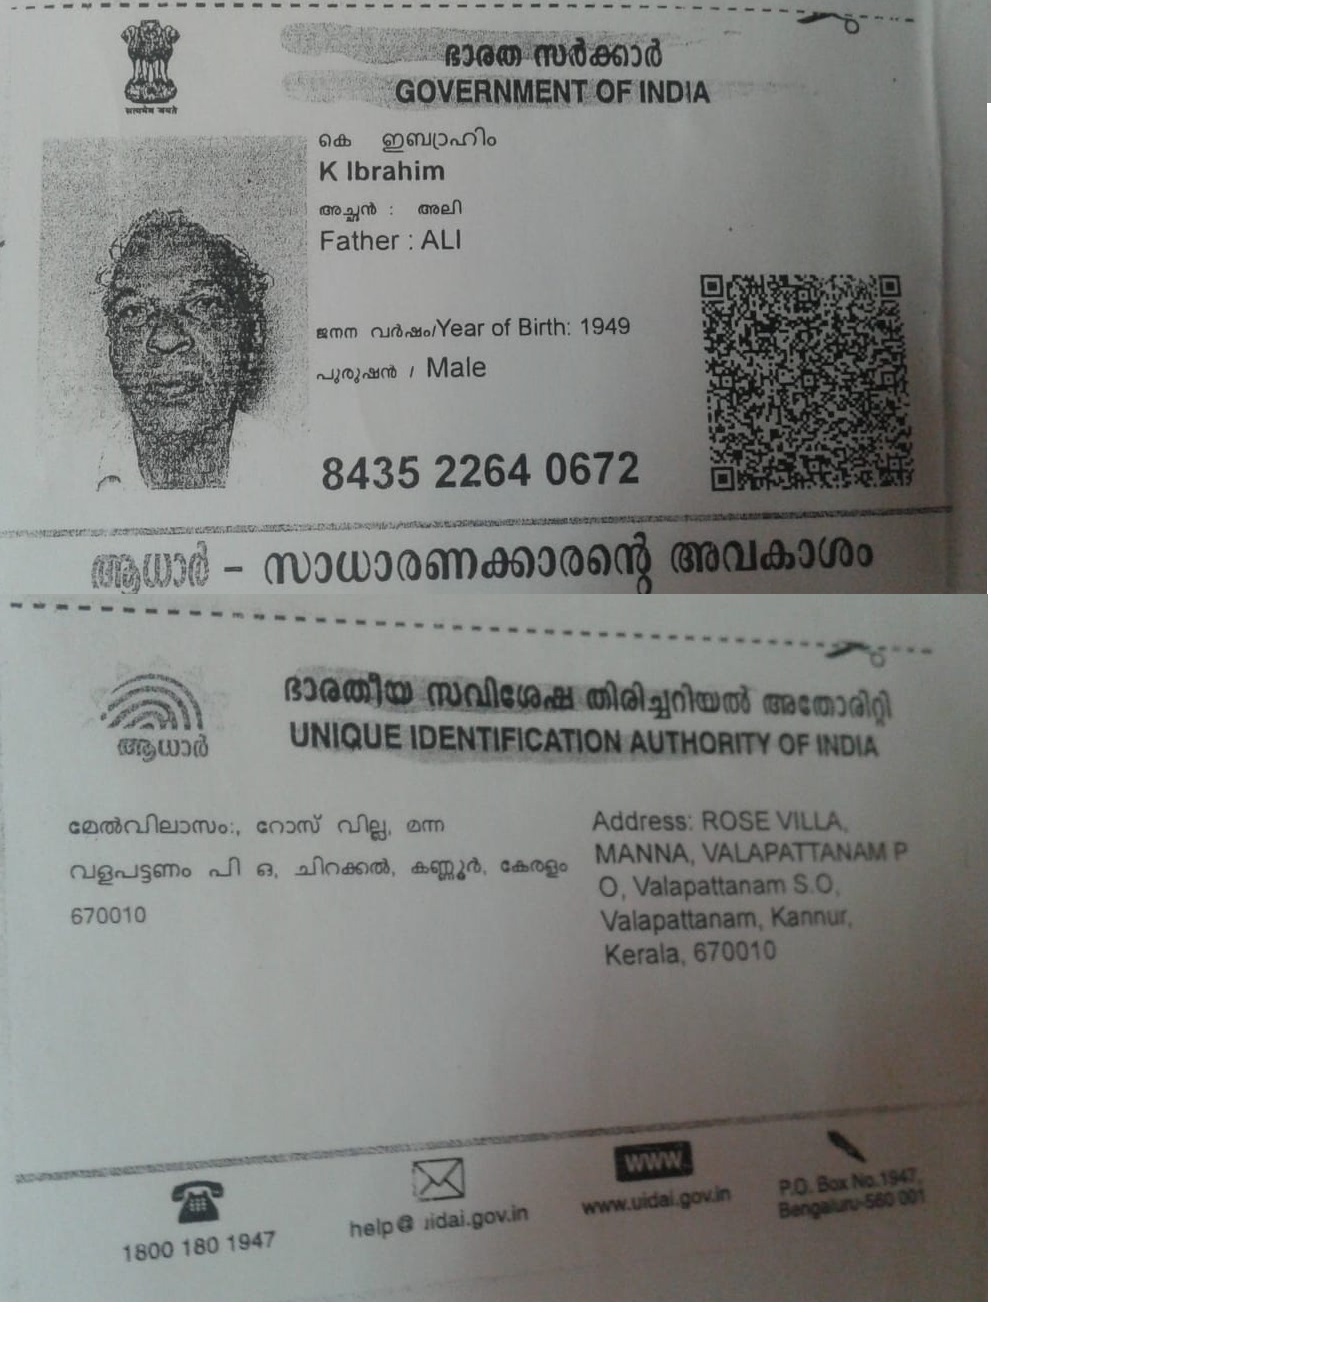 सत्यमेव जयते
ഭാരത സർക്കാർ
GOVERNMENT OF INDIA
കെ ഇബ്രാഹിം
K Ibrahim
അച്ഛൻ : അലി
Father : ALI
ജനന വർഷം/Year of Birth: 1949
പുരുഷൻ / Male
8435 2264 0672
ആധാർ - സാധാരണക്കാരന്റെ അവകാശം
ഭാരതീയ സവിശേഷ തിരിച്ചറിയൽ അതോരിറ്റി
UNIQUE IDENTIFICATION AUTHORITY OF INDIA
ആധാർ
മേൽവിലാസം:, റോസ് വില്ല, മന്ന
വളപട്ടണം പി ഒ, ചിറക്കൽ, കണ്ണൂർ, കേരളം
670010
Address: ROSE VILLA,
MANNA, VALAPATTANAM P
O, Valapattanam S.O,
Valapattanam, Kannur,
Kerala, 670010
1800 180 1947
help@uidai.gov.in
WWW
www.uidai.gov.in
P.O. Box No.1947,
Bengaluru-560 001